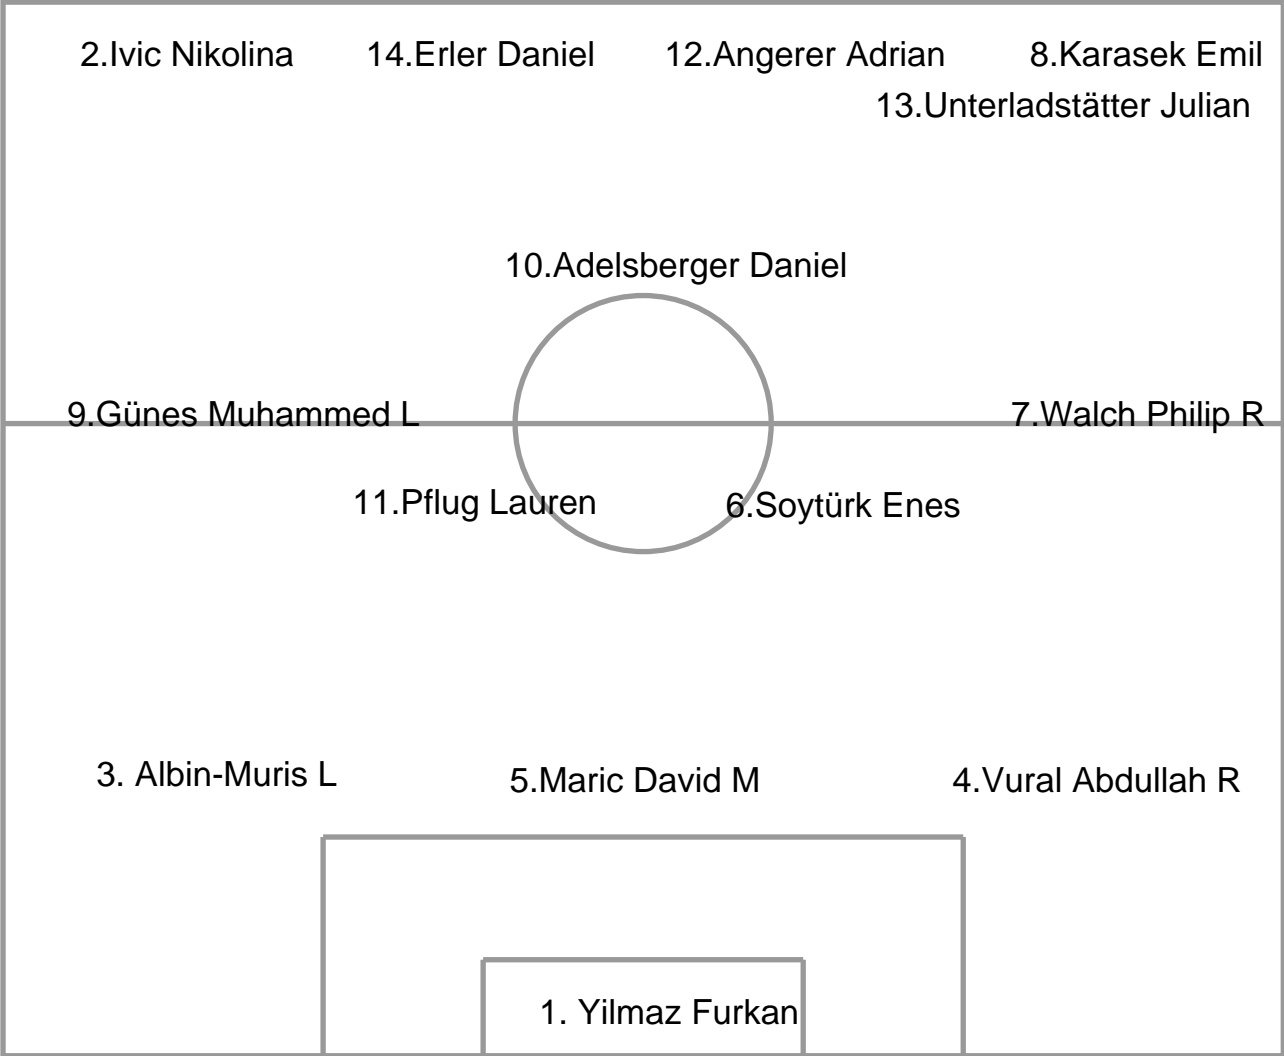 2.Ivic Nikolina 14.Erler Daniel 12.Angerer Adrian 8.Karasek Emil
13.Unterladstätter Julian
10.Adelsberger Daniel
9.Günes Muhammed L 7.Walch Philip R
11.Pflug Lauren 6.Soytürk Enes
3. Albin-Muris L 5.Maric David M 4.Vural Abdullah R
1. Yilmaz Furkan